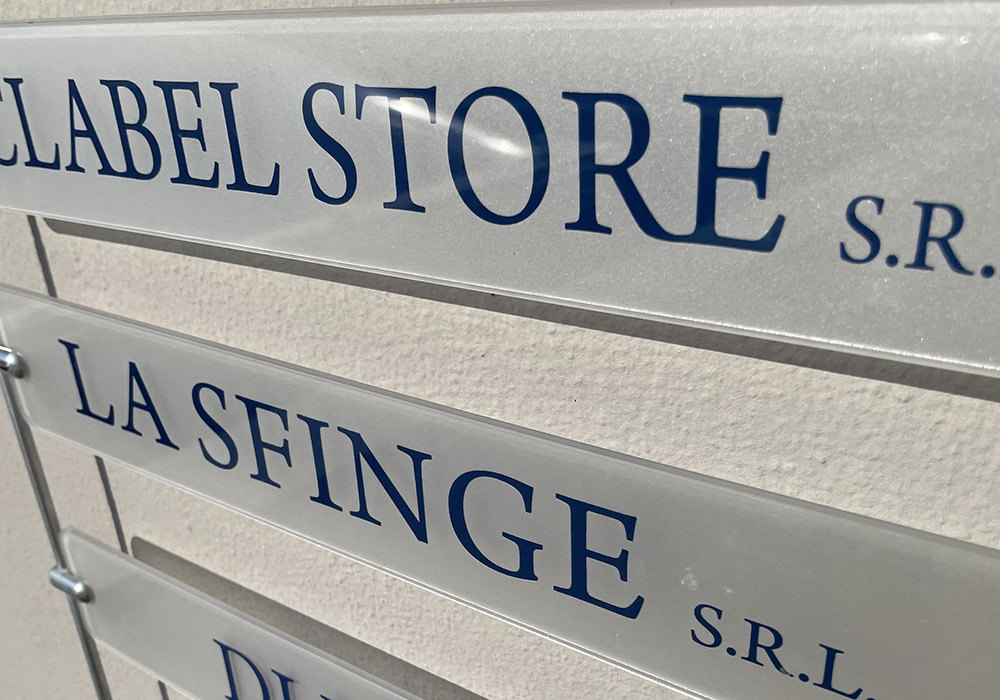 CLABEL STORE S.R.
LA SFINGE S.R.L.